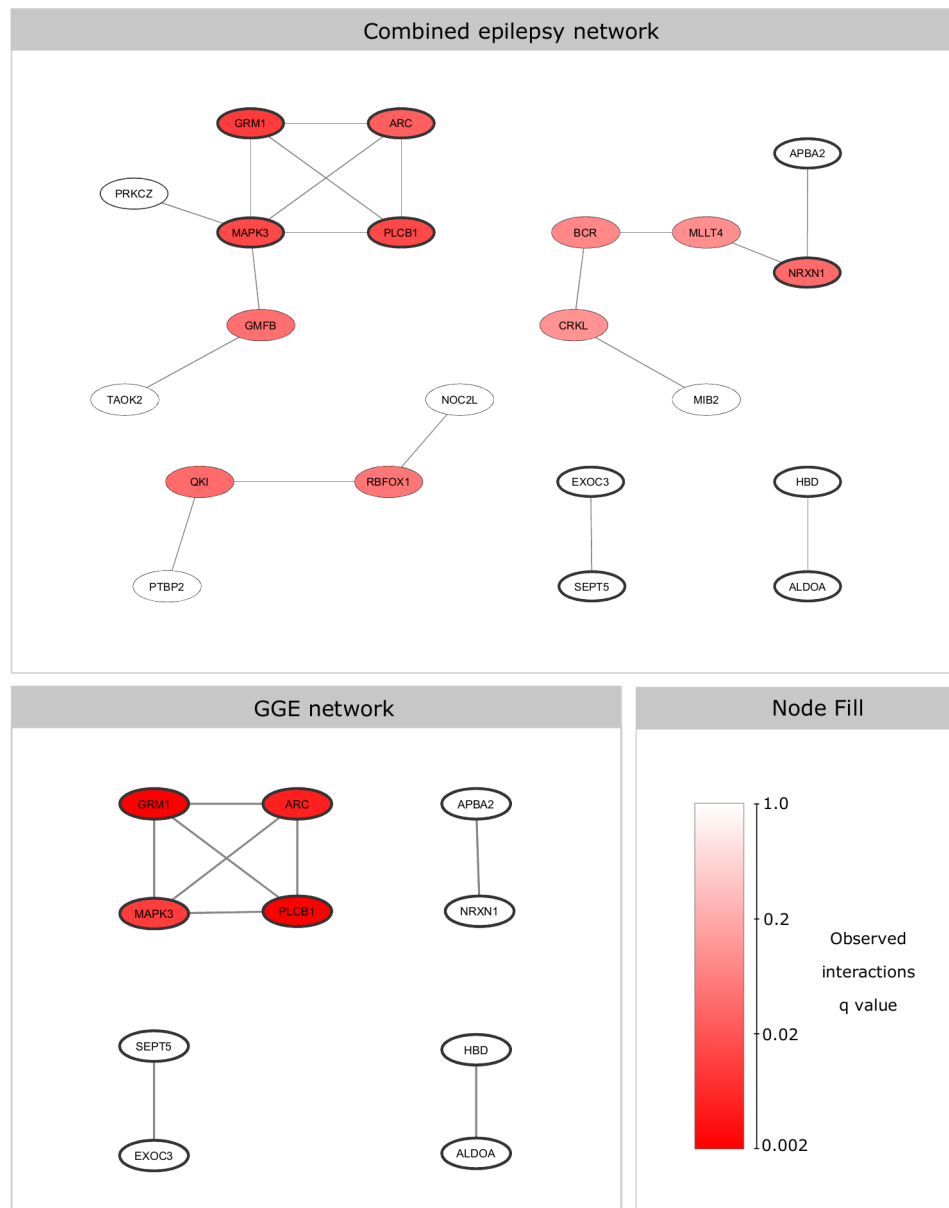 Combined epilepsy network
GRM1
ARC
APBA2
PRKCZ
MAPK3
PLCB1
BCR
MLLT4
NRXN1
GMFB
CRKL
TAOK2
NOC2L
MIB2
QKI
RBFOX1
EXOC3
HBD
PTBP2
SEPT5
ALDOA
GGE network
GRM1
ARC
APBA2
MAPK3
PLCB1
NRXN1
SEPT5
HBD
EXOC3
ALDOA
Node Fill
1.0
0.2
Observed
interactions
q value
0.02
0.002